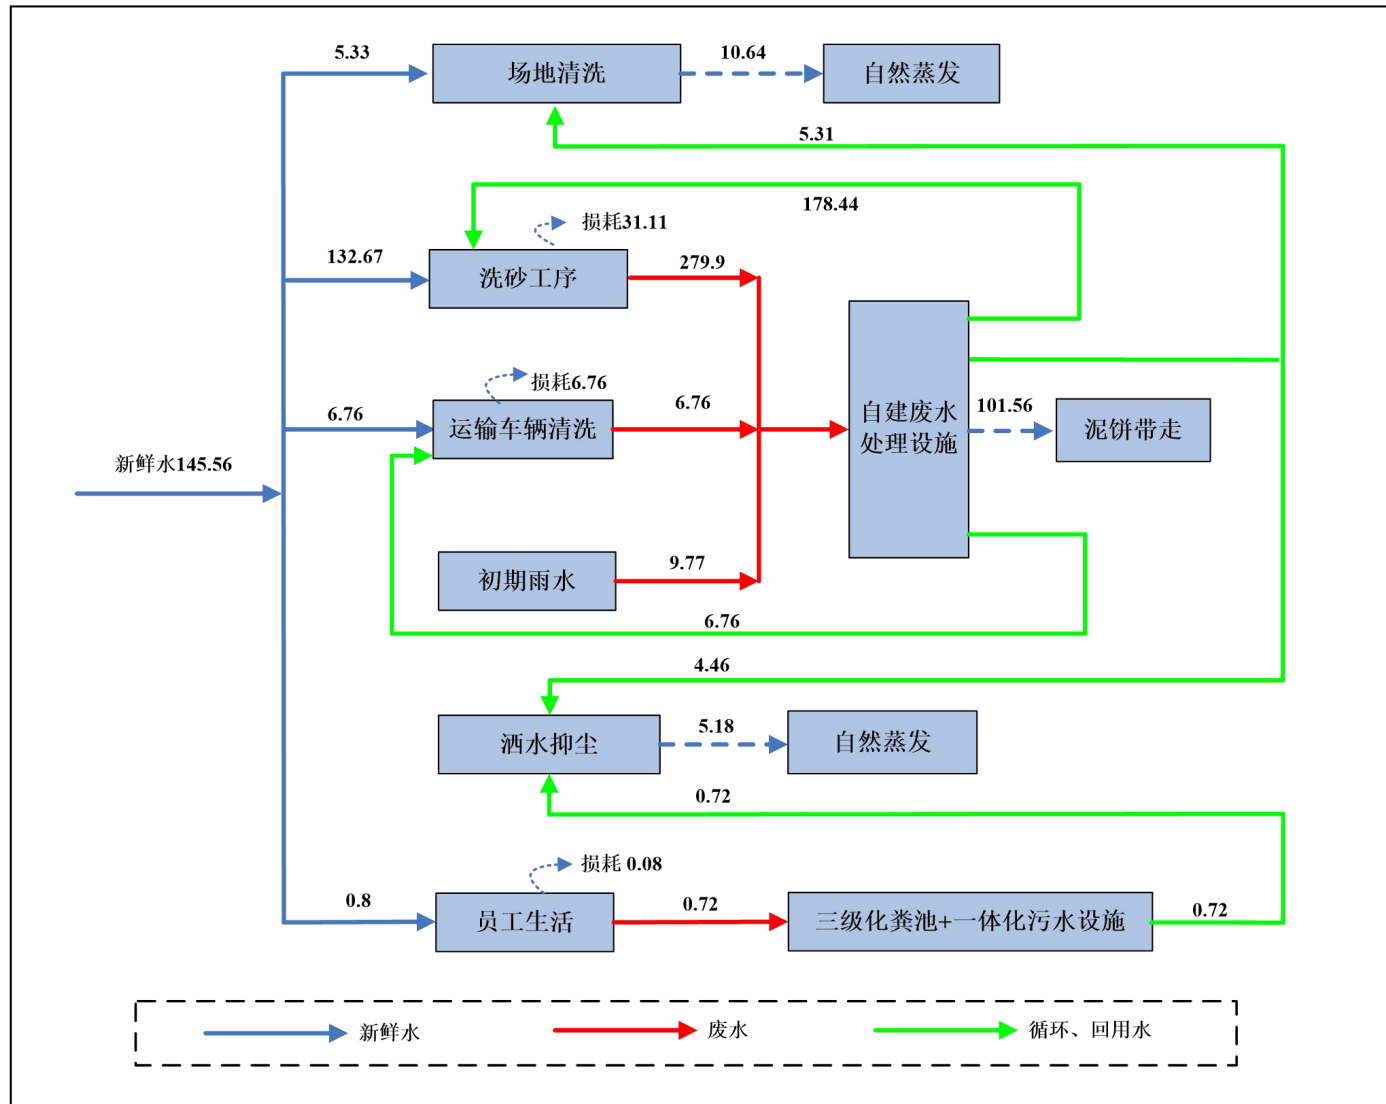 5.33
场地清洗
10.64
自然蒸发
5.31
178.44
损耗31.11
132.67
洗砂工序
279.9
损耗6.76
6.76
运输车辆清洗
6.76
自建废水
处理设施
101.56
泥饼带走
新鲜水145.56
初期雨水
9.77
6.76
4.46
洒水抑尘
5.18
自然蒸发
0.72
损耗 0.08
0.8
员工生活
0.72
三级化粪池+一体化污水设施
0.72
新鲜水
废水
循环、回用水